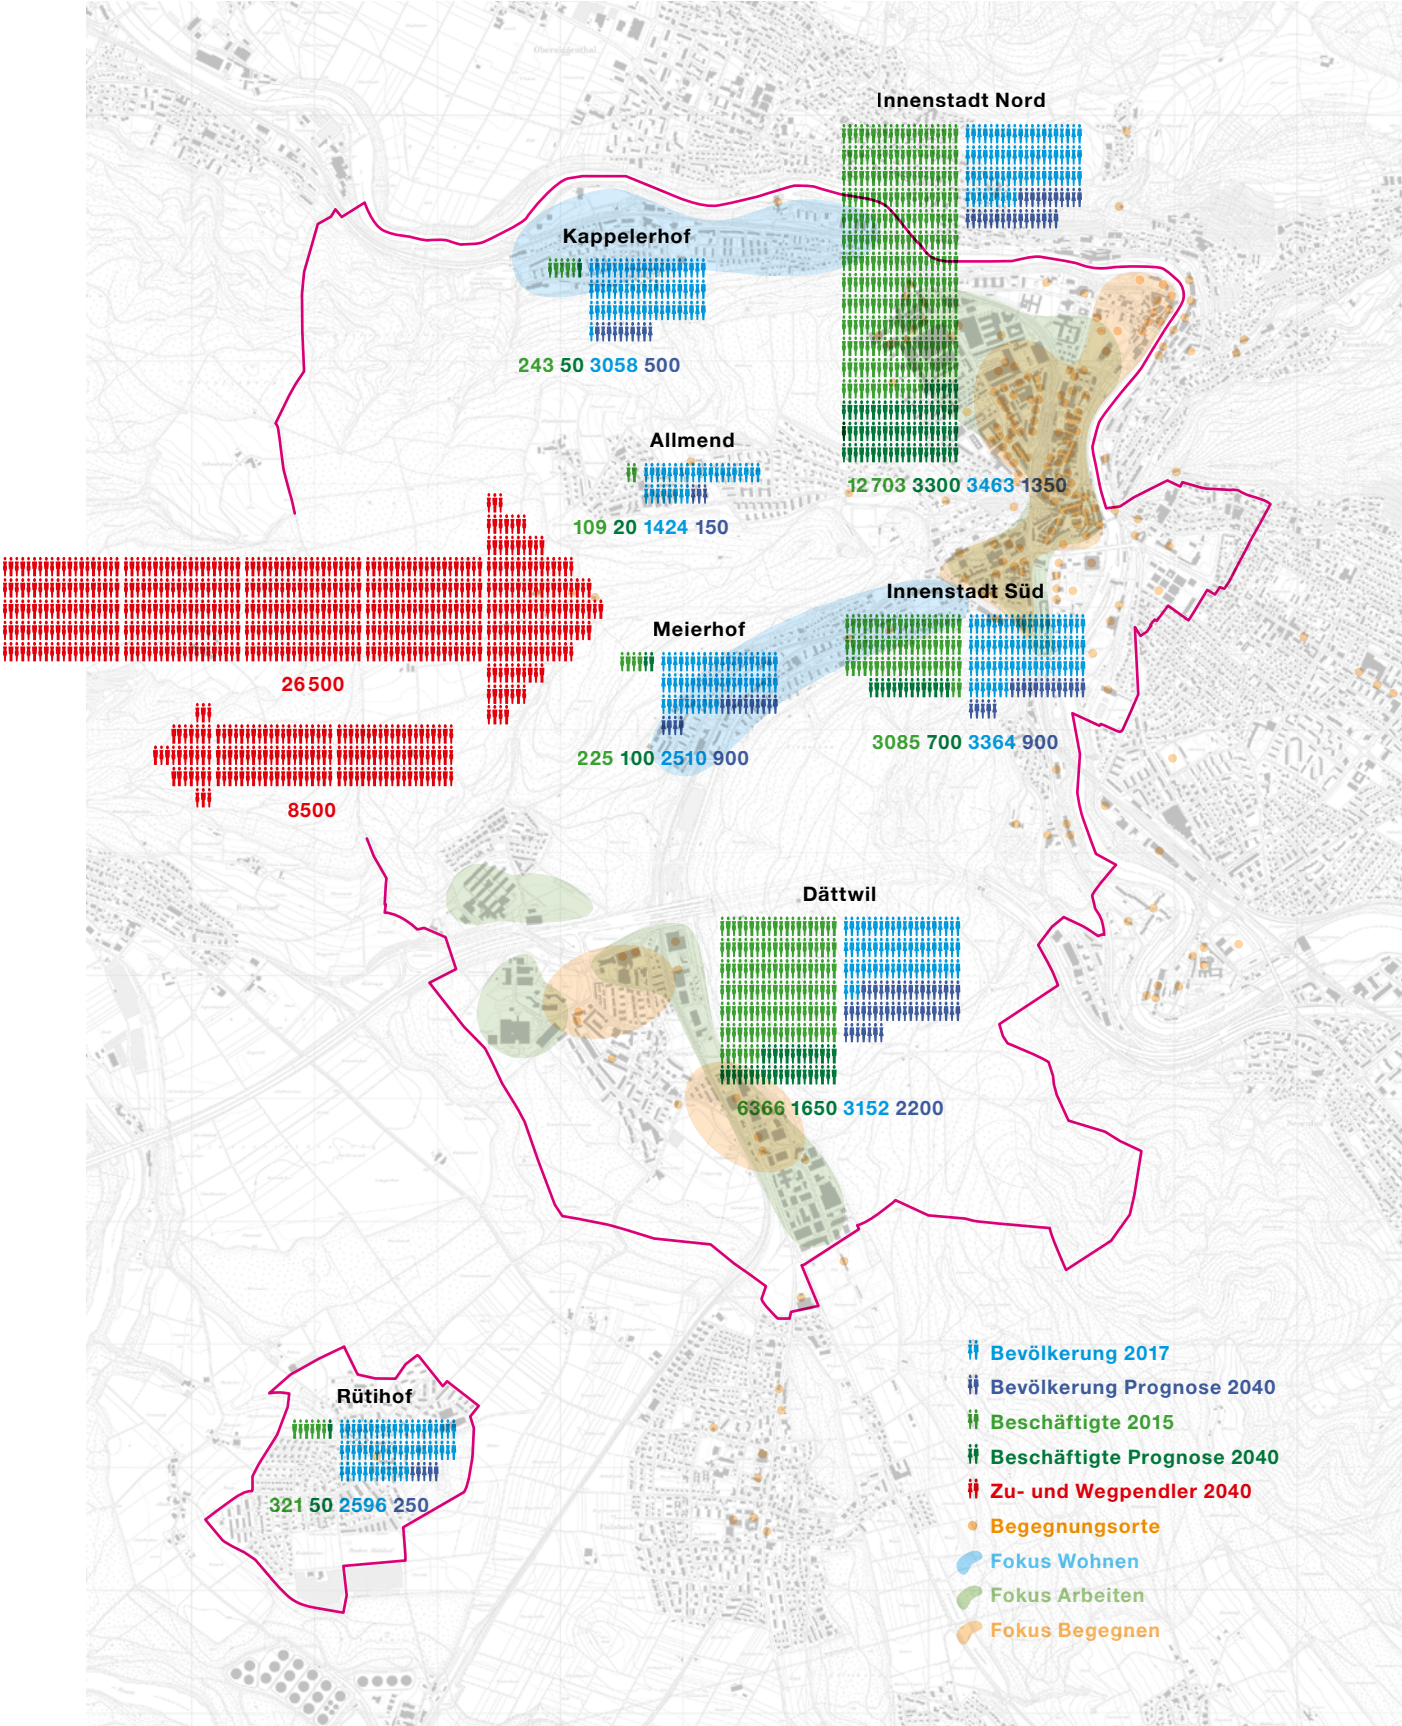 Obersiggenthal
Innenstadt Nord
Kappelerhof
243 50 3058 500
Allmend
12 703 3300 3463 1350
109 20 1424 150
Innenstadt Süd
Meierhof
26 500
3085 700 3364 900
225 100 2510 900
8500
Dättwil
6366 1650 3152 2200
Bevölkerung 2017
Bevölkerung Prognose 2040
Rütihof
Beschäftigte 2015
Beschäftigte Prognose 2040
Zu- und Wegpendler 2040
321 50 2596 250
Begegnungsorte
Fokus Wohnen
Fokus Arbeiten
Fokus Begegnen